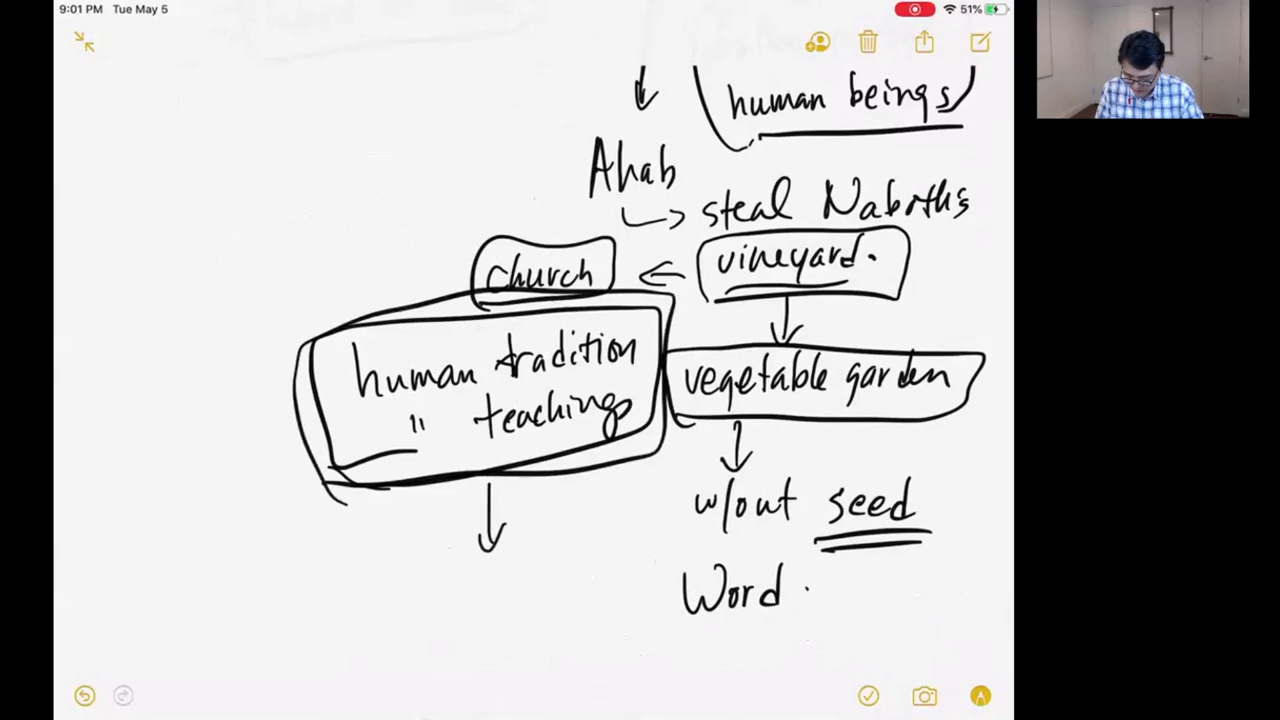 9:01 PM Tue May 5
51%
human beings
Ahab
steal Naboths
vineyard.
church
human tradition
" teachings
vegetable garden
w/out seed
Word.